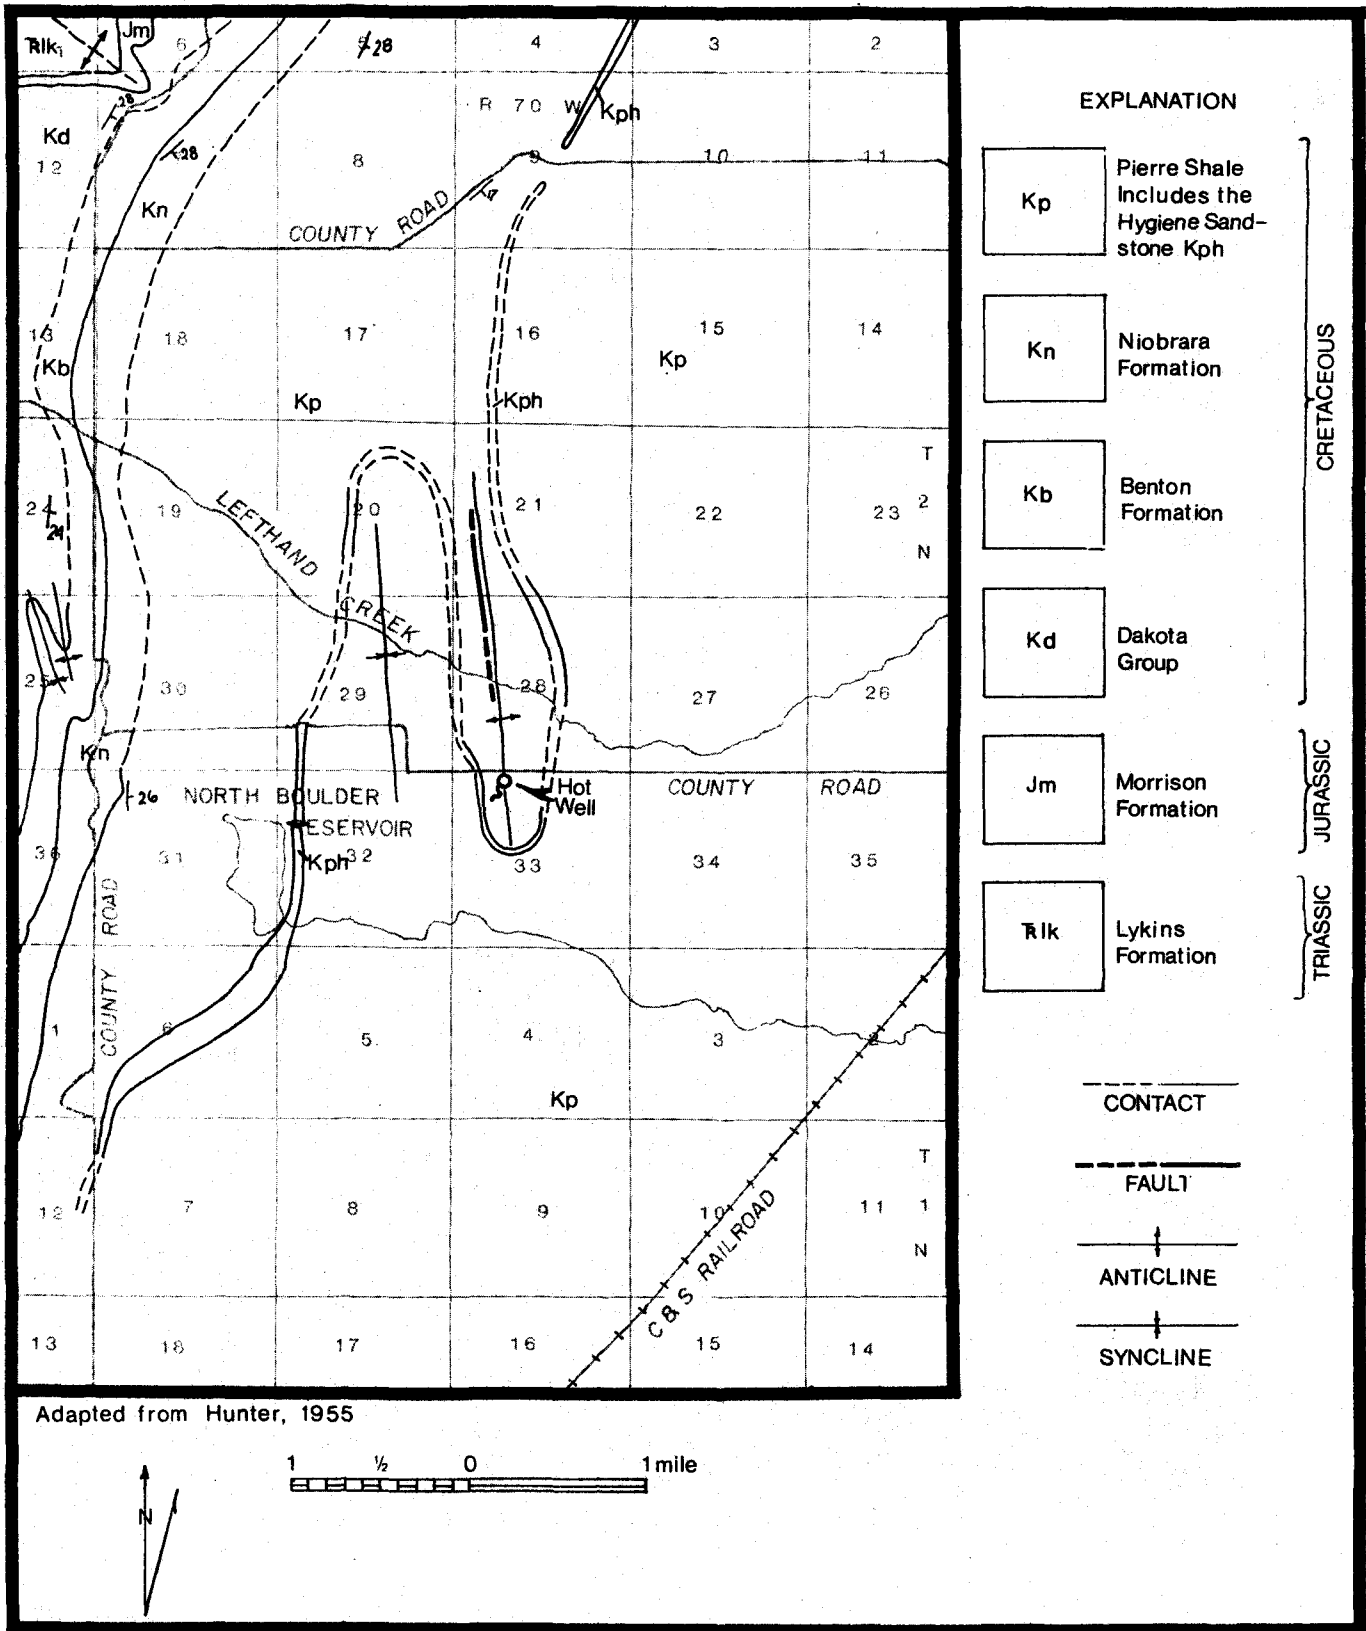 Jm
TRlk
6
5
28
4
3
2
R 70 W
Kph
28
Kd
12
28
8
9
10
11
Kn
COUNTY ROAD
17
13
18
17
16
15
14
Kb
Kp
Kp
Kph
T
2
N
24
24
19
20
21
22
23
LEFTHAND CREEK
25
30
29
28
27
26
Kn
26
NORTH BOULDER
RESERVOIR
Hot
Well
COUNTY ROAD
36
31
Kph
32
33
34
35
COUNTY ROAD
1
6
5
4
3
2
Kp
T
1
N
12
7
8
9
10
11
C & S RAILROAD
13
18
17
16
15
14
Adapted from Hunter, 1955
1 ½ 0 1 mile
N
EXPLANATION
Kp
Pierre Shale
Includes the
Hygiene Sand-
stone Kph
Kn
Niobrara
Formation
Kb
Benton
Formation
Kd
Dakota
Group
CRETACEOUS
Jm
Morrison
Formation
JURASSIC
TRlk
Lykins
Formation
TRIASSIC
CONTACT
FAULT
ANTICLINE
SYNCLINE